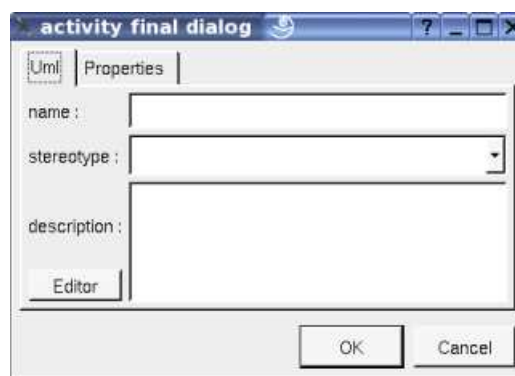 activity final dialog
Uml Properties
name :
stereotype :
description :
Editor
OK Cancel